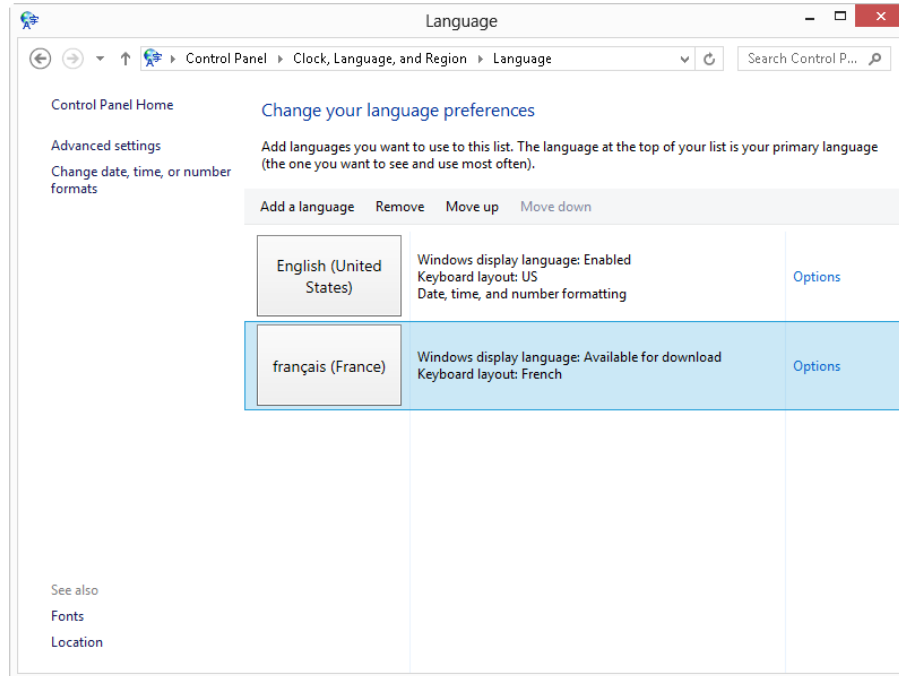 Language
Control Panel Clock, Language, and Region Language
Search Control P...
Control Panel Home
Advanced settings
Change date, time, or number
formats
Change your language preferences
Add languages you want to use to this list. The language at the top of your list is your primary language
(the one you want to see and use most often).
Add a language Remove Move up Move down
English (United
States)
Windows display language: Enabled
Keyboard layout: US
Date, time, and number formatting
Options
français (France)
Windows display language: Available for download
Keyboard layout: French
Options
See also
Fonts
Location